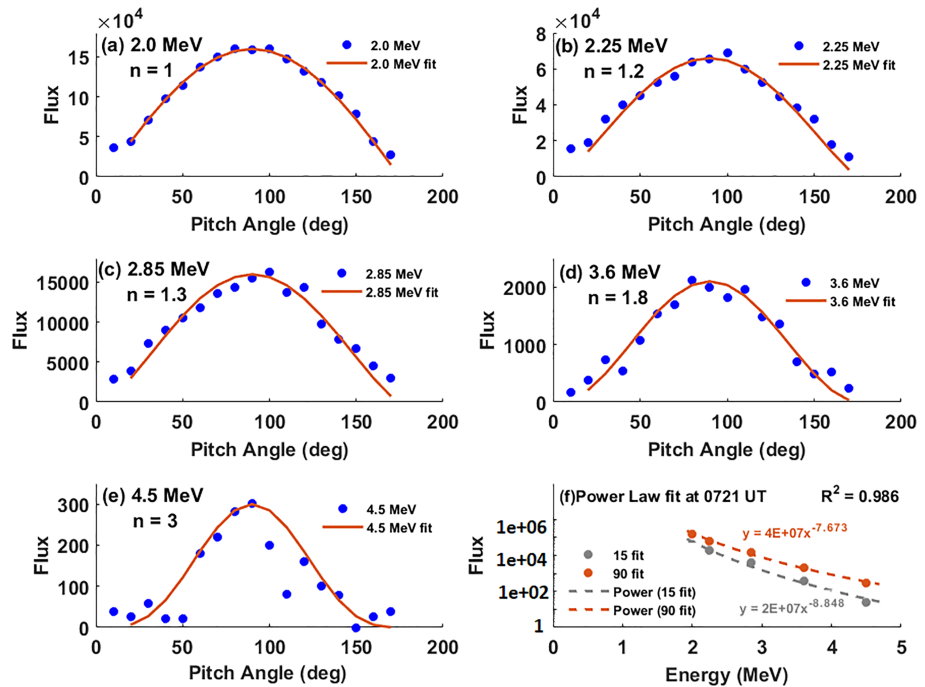 ×10⁴
(a) 2.0 MeV
n = 1
2.0 MeV
2.0 MeV fit
15
10
5
0
Flux
0 50 100 150 200
Pitch Angle (deg)
×10⁴
(b) 2.25 MeV
n = 1.2
2.25 MeV
2.25 MeV fit
8
6
4
2
0
Flux
0 50 100 150 200
Pitch Angle (deg)
(c) 2.85 MeV
n = 1.3
2.85 MeV
2.85 MeV fit
15000
10000
5000
0
Flux
0 50 100 150 200
Pitch Angle (deg)
(d) 3.6 MeV
n = 1.8
3.6 MeV
3.6 MeV fit
2000
1000
0
Flux
0 50 100 150 200
Pitch Angle (deg)
(e) 4.5 MeV
n = 3
4.5 MeV
4.5 MeV fit
300
200
100
0
Flux
0 50 100 150 200
Pitch Angle (deg)
(f)Power Law fit at 0721 UT R² = 0.986
y = 4E+07x^-7.673
15 fit
90 fit
Power (15 fit)
Power (90 fit)
y = 2E+07x^-8.848
1e+06
1e+04
1e+02
1
Flux
0 1 2 3 4 5
Energy (MeV)